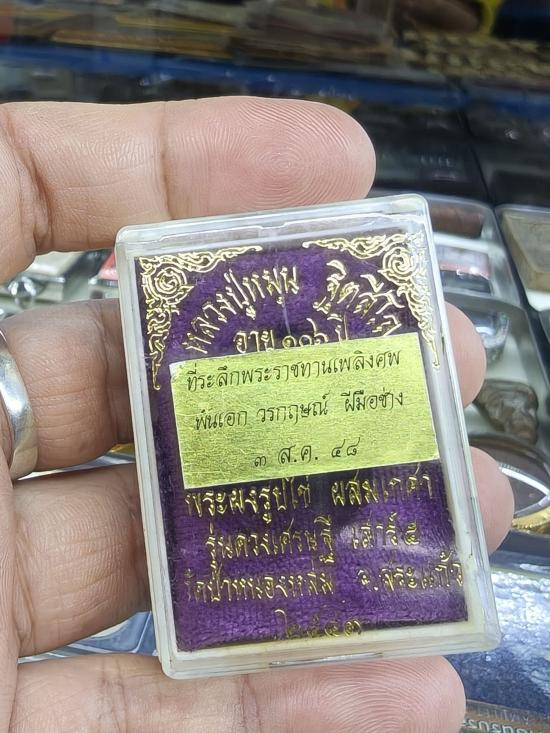 หลวงปู่หมุน ฐิตสีโล
อายุ ๑๐๖ ปี
ที่ระลึกพระราชทานเพลิงศพ
พันเอก วรกฤษณ์ ฝีมือช่าง
๓ ส.ค. ๔๘
พระผงรูปไข่ ผสมเกศา
รุ่นดวงเศรษฐี เสาร์ ๕
วัดป่าหนองหล่ม จ.สระแก้ว
๒๕๔๓